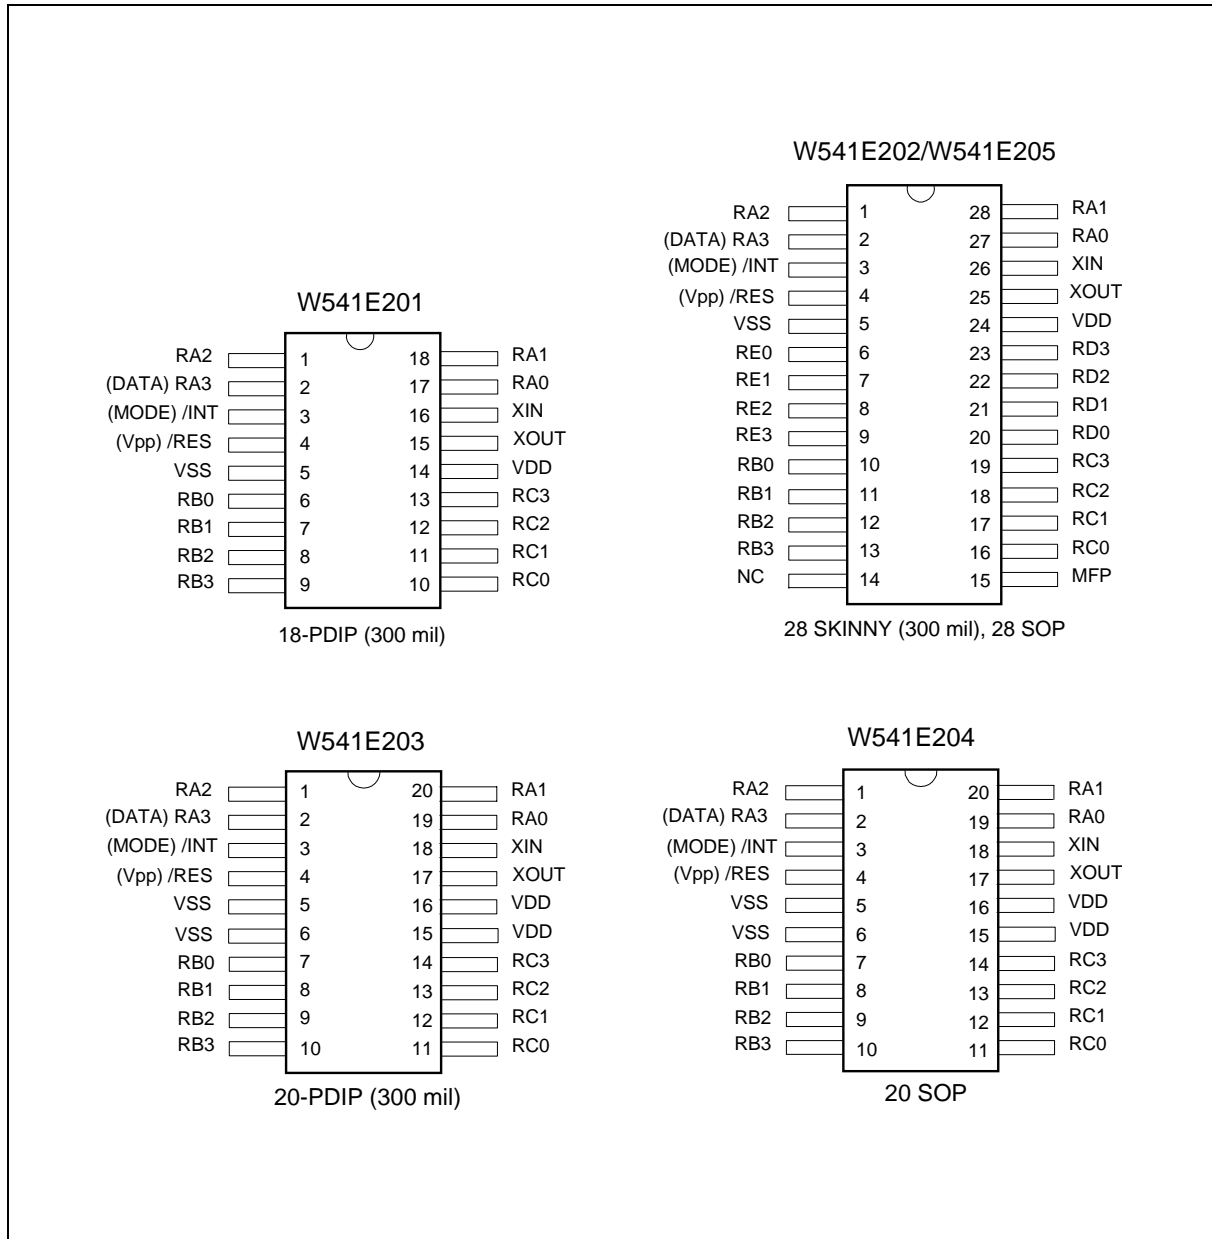 W541E202/W541E205
RA2 1 28 RA1
(DATA) RA3 2 27 RA0
(MODE) /INT 3 26 XIN
(Vpp) /RES 4 25 XOUT
VSS 5 24 VDD
RE0 6 23 RD3
RE1 7 22 RD2
RE2 8 21 RD1
RE3 9 20 RD0
RB0 10 19 RC3
RB1 11 18 RC2
RB2 12 17 RC1
RB3 13 16 RC0
NC 14 15 MFP
28 SKINNY (300 mil), 28 SOP
W541E201
RA2 1 18 RA1
(DATA) RA3 2 17 RA0
(MODE) /INT 3 16 XIN
(Vpp) /RES 4 15 XOUT
VSS 5 14 VDD
RB0 6 13 RC3
RB1 7 12 RC2
RB2 8 11 RC1
RB3 9 10 RC0
18-PDIP (300 mil)
W541E203
RA2 1 20 RA1
(DATA) RA3 2 19 RA0
(MODE) /INT 3 18 XIN
(Vpp) /RES 4 17 XOUT
VSS 5 16 VDD
VSS 6 15 VDD
RB0 7 14 RC3
RB1 8 13 RC2
RB2 9 12 RC1
RB3 10 11 RC0
20-PDIP (300 mil)
W541E204
RA2 1 20 RA1
(DATA) RA3 2 19 RA0
(MODE) /INT 3 18 XIN
(Vpp) /RES 4 17 XOUT
VSS 5 16 VDD
VSS 6 15 VDD
RB0 7 14 RC3
RB1 8 13 RC2
RB2 9 12 RC1
RB3 10 11 RC0
20 SOP